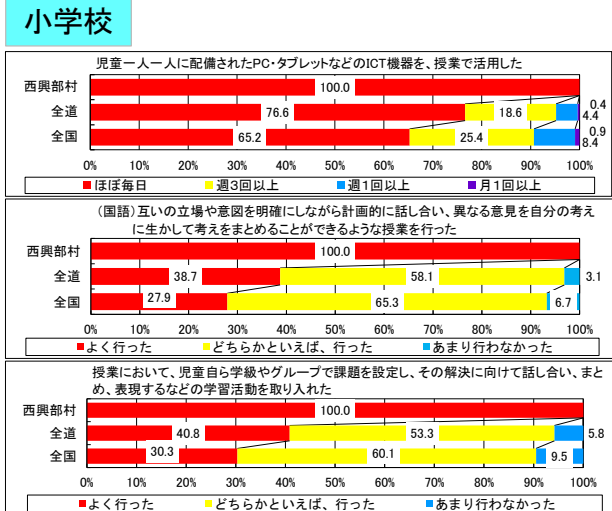 小学校
児童一人一人に配備されたPC・タブレットなどのICT機器を、授業で活用した
西興部村 100.0
全道 76.6 18.6 4.4 0.4
全国 65.2 25.4 8.4 0.9
0% 10% 20% 30% 40% 50% 60% 70% 80% 90% 100%
■ほぼ毎日 ■週3回以上 ■週1回以上 ■月1回以上
（国語）互いの立場や意図を明確にしながら計画的に話し合い、異なる意見を自分の考え
に生かして考えをまとめることができるような授業を行った
西興部村 100.0
全道 38.7 58.1 3.1
全国 27.9 65.3 6.7
0% 10% 20% 30% 40% 50% 60% 70% 80% 90% 100%
■よく行った ■どちらかといえば、行った ■あまり行わなかった
授業において、児童自ら学級やグループで課題を設定し、その解決に向けて話し合い、まと
め、表現するなどの学習活動を取り入れた
西興部村 100.0
全道 40.8 53.3 5.8
全国 30.3 60.1 9.5
0% 10% 20% 30% 40% 50% 60% 70% 80% 90% 100%
■よく行った ■どちらかといえば、行った ■あまり行わなかった